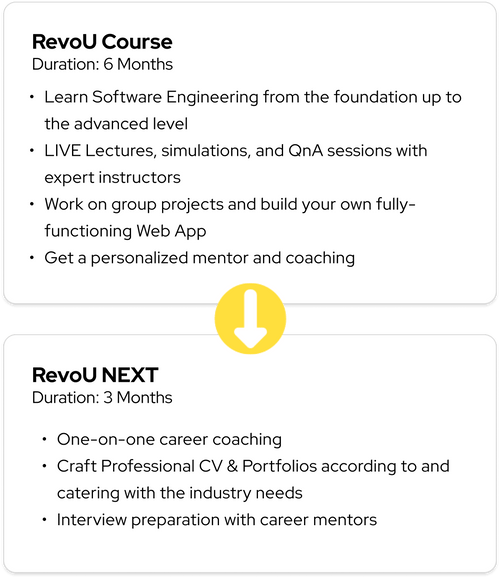 RevoU Course
Duration: 6 Months
• Learn Software Engineering from the foundation up to
the advanced level
• LIVE Lectures, simulations, and QnA sessions with
expert instructors
• Work on group projects and build your own fully-
functioning Web App
• Get a personalized mentor and coaching
RevoU NEXT
Duration: 3 Months
• One-on-one career coaching
• Craft Professional CV & Portfolios according to and
catering with the industry needs
• Interview preparation with career mentors